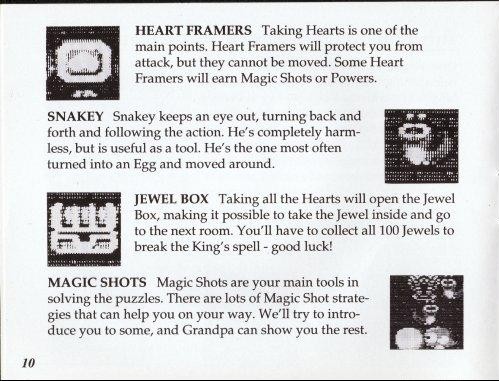 HEART FRAMERS Taking Hearts is one of the
main points. Heart Framers will protect you from
attack, but they cannot be moved. Some Heart
Framers will earn Magic Shots or Powers.
SNAKEY Snakey keeps an eye out, turning back and
forth and following the action. He's completely harm-
less, but is useful as a tool. He's the one most often
turned into an Egg and moved around.
JEWEL BOX Taking all the Hearts will open the Jewel
Box, making it possible to take the Jewel inside and go
to the next room. You'll have to collect all 100 Jewels to
break the King's spell - good luck!
MAGIC SHOTS Magic Shots are your main tools in
solving the puzzles. There are lots of Magic Shot strate-
gies that can help you on your way. We'll try to intro-
duce you to some, and Grandpa can show you the rest.
10